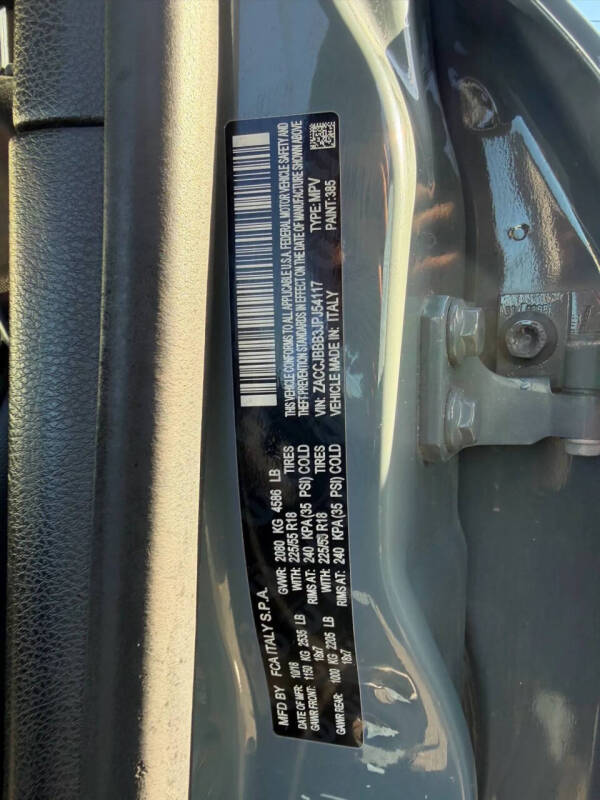 MFD BY FCA ITALY S.P.A.
DATE OF MFR: 10/16 GVWR: 2080 KG 4586 LB
GAWR FRONT: 1150 KG 2535 LB WITH: 225/55 R18 TIRES
18x7 RIMS AT: 240 KPA(35 PSI) COLD
GAWR REAR: 1000 KG 2205 LB WITH: 225/55 R18 TIRES
18x7 RIMS AT: 240 KPA(35 PSI) COLD
THIS VEHICLE CONFORMS TO ALL APPLICABLE U.S.A. FEDERAL MOTOR VEHICLE SAFETY AND
THEFT PREVENTION STANDARDS IN EFFECT ON THE DATE OF MANUFACTURE SHOWN ABOVE
VIN: ZACCJBBB3JPJ54117 TYPE: MPV
VEHICLE MADE IN: ITALY PAINT: 385